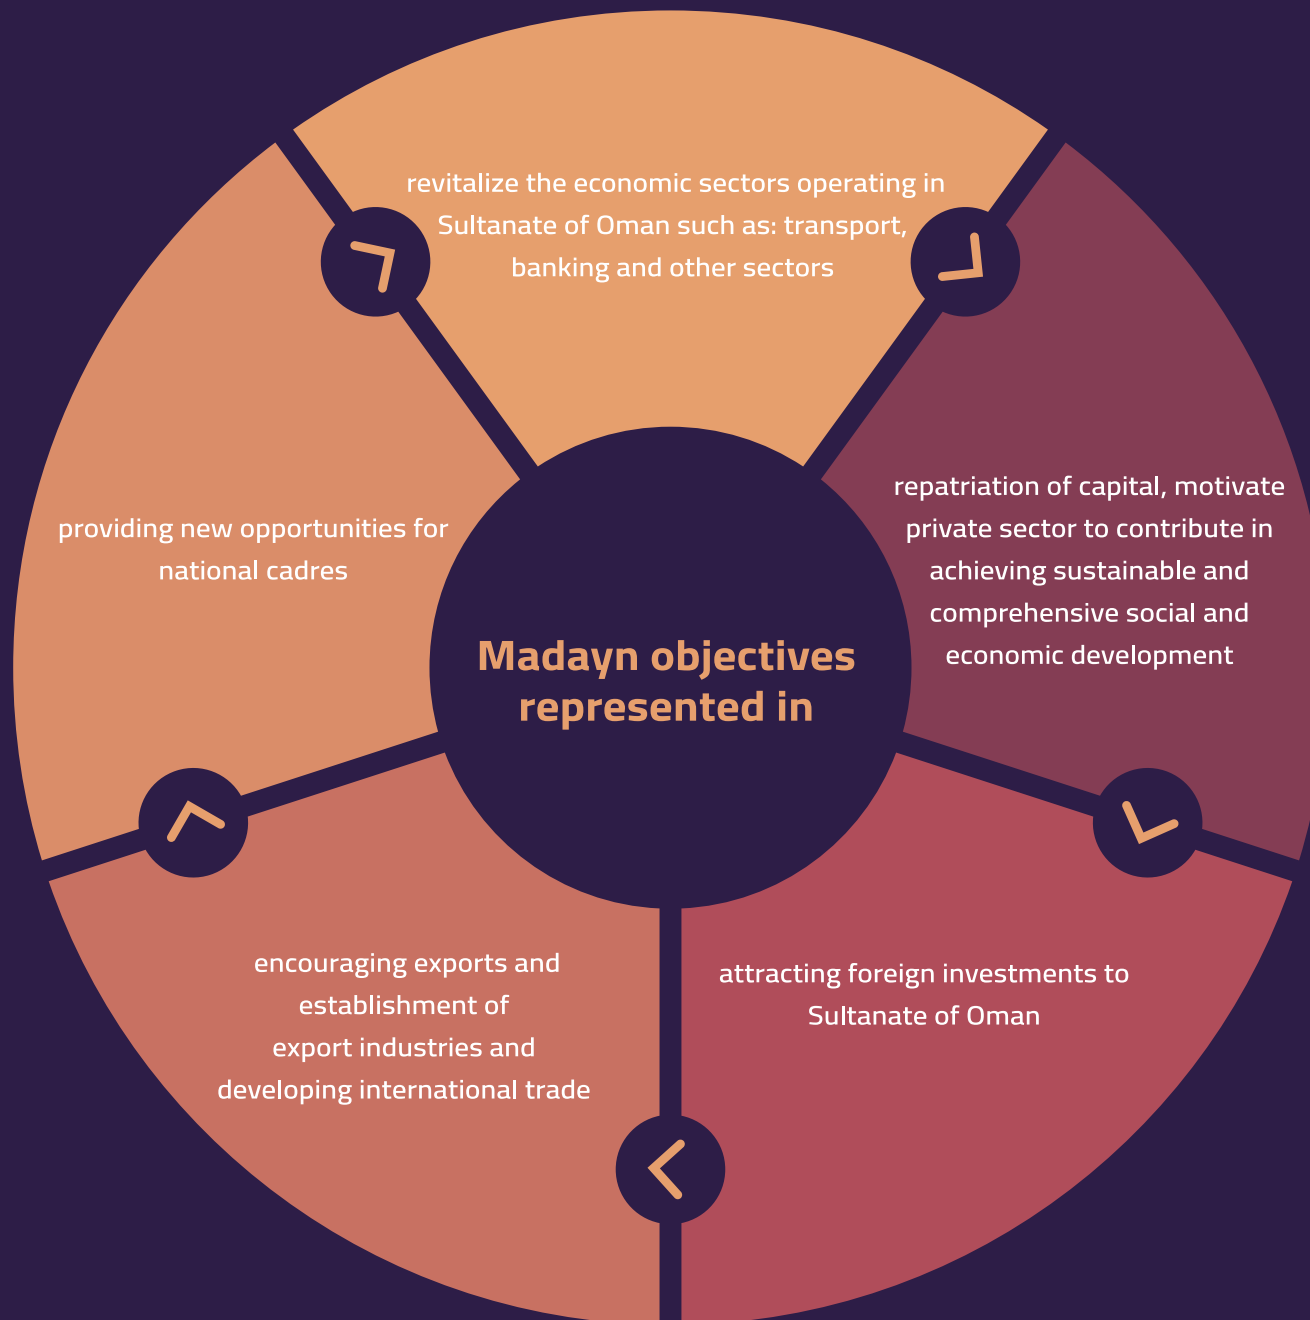 revitalize the economic sectors operating in
Sultanate of Oman such as: transport,
banking and other sectors
repatriation of capital, motivate
private sector to contribute in
achieving sustainable and
comprehensive social and
economic development
attracting foreign investments to
Sultanate of Oman
encouraging exports and
establishment of
export industries and
developing international trade
providing new opportunities for
national cadres
Madayn objectives
represented in